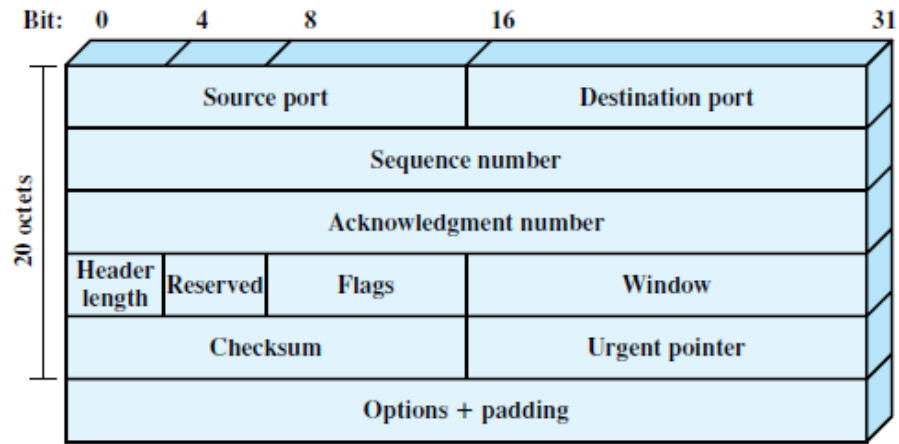 Bit: 0 4 8 16 31
Source port Destination port
Sequence number
20 octets
Acknowledgment number
Header
length Reserved Flags Window
Checksum Urgent pointer
Options + padding